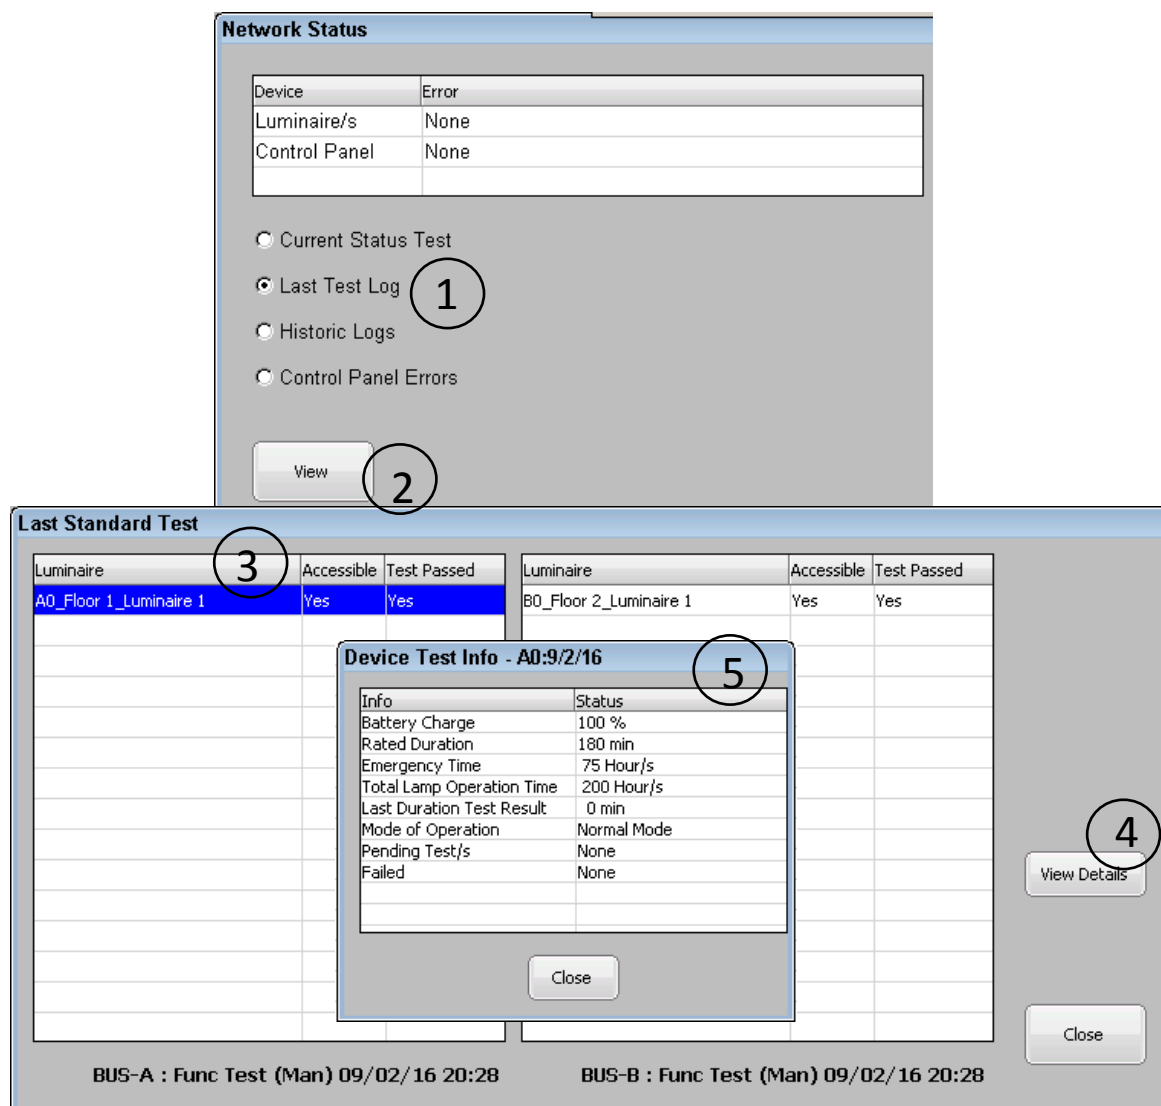 Network Status
Device Error
Luminaire/s None
Control Panel None
Current Status Test
Last Test Log 1
Historic Logs
Control Panel Errors
View 2
Last Standard Test
Luminaire 3 Accessible Test Passed Luminaire Accessible Test Passed
A0_Floor 1_Luminaire 1 Yes Yes B0_Floor 2_Luminaire 1 Yes Yes
Device Test Info - A0:9/2/16 5
Info Status
Battery Charge 100 %
Rated Duration 180 min
Emergency Time 75 Hour/s
Total Lamp Operation Time 200 Hour/s
Last Duration Test Result 0 min
Mode of Operation Normal Mode
Pending Test/s None
Failed None
Close
4
View Details
Close
BUS-A : Func Test (Man) 09/02/16 20:28 BUS-B : Func Test (Man) 09/02/16 20:28